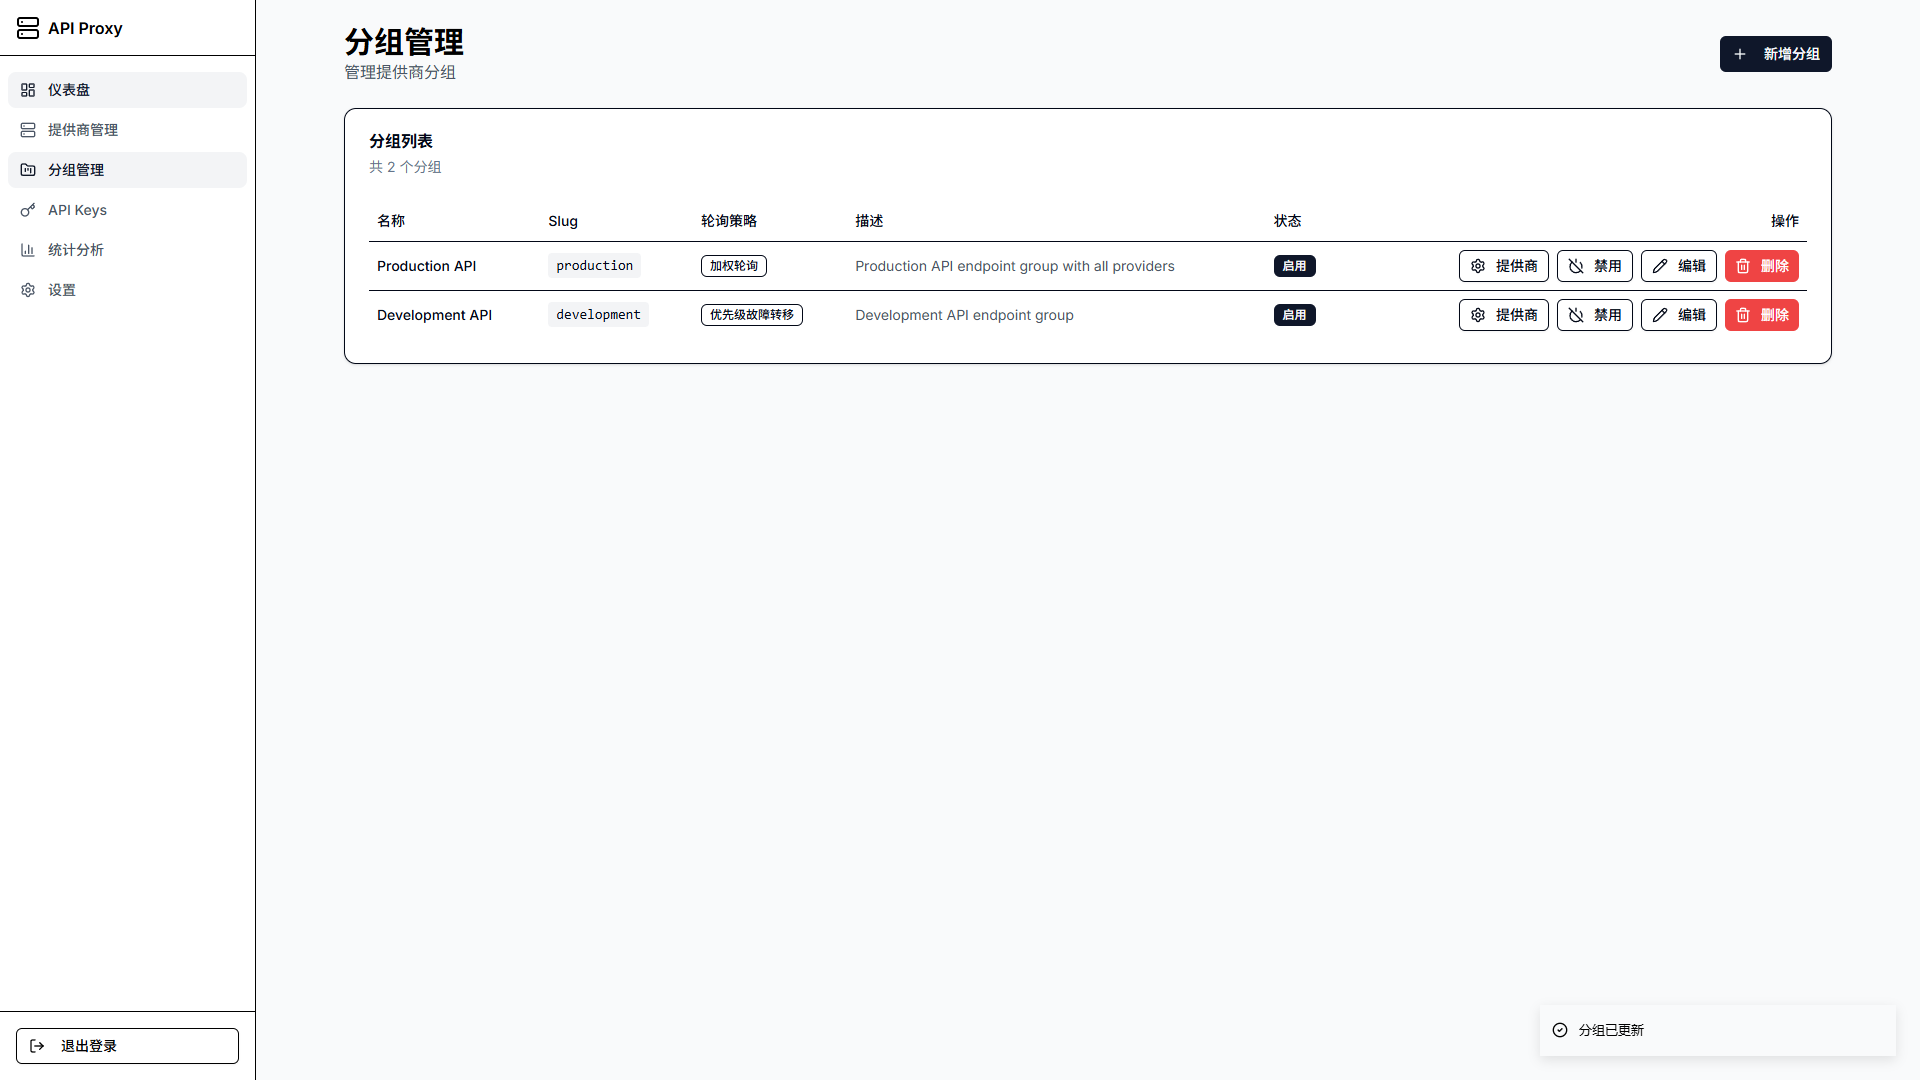 API Proxy
仪表盘
提供商管理
分组管理
API Keys
统计分析
设置
退出登录
分组管理
管理提供商分组
新增分组
分组列表
共 2 个分组
名称 Slug 轮询策略 描述 状态 操作
Production API production 加权轮询 Production API endpoint group with all providers 启用 提供商 禁用 编辑 删除
Development API development 优先级故障转移 Development API endpoint group 启用 提供商 禁用 编辑 删除
分组已更新